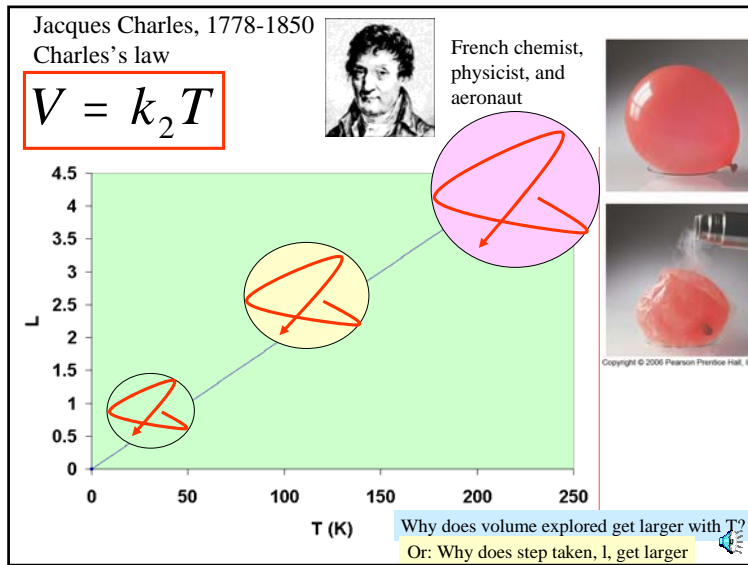 Jacques Charles, 1778-1850
Charles's law
V = k₂T
French chemist,
physicist, and
aeronaut
4.5
4
3.5
3
2.5
2
1.5
1
0.5
0
L
0 50 100 150 200 250
T (K)
Copyright © 2006 Pearson Prentice Hall,
Why does volume explored get larger with T?
Or: Why does step taken, l, get larger